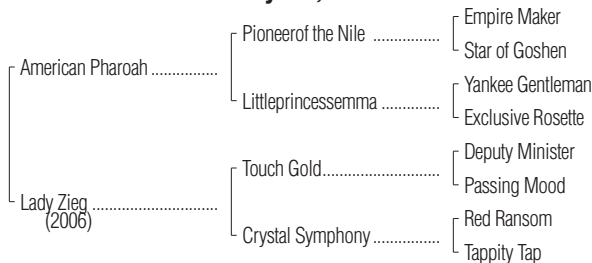 Empire Maker
Pioneerof the Nile ................
Star of Goshen
American Pharoah ................
Yankee Gentleman
Littleprincessemma ..............
Exclusive Rosette
Deputy Minister
Touch Gold............................
Passing Mood
Lady Zieg ..............................
(2006)
Red Ransom
Crystal Symphony ................
Tappity Tap